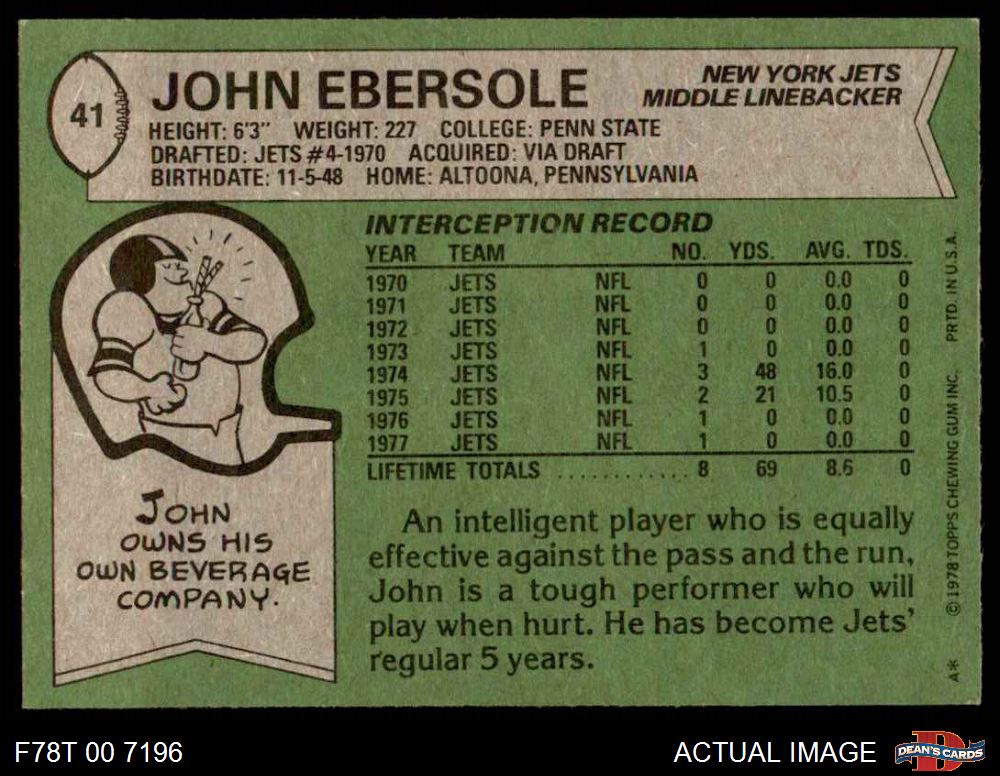 41
JOHN EBERSOLE
NEW YORK JETS
MIDDLE LINEBACKER
HEIGHT: 6'3" WEIGHT: 227 COLLEGE: PENN STATE
DRAFTED: JETS #4-1970 ACQUIRED: VIA DRAFT
BIRTHDATE: 11-5-48 HOME: ALTOONA, PENNSYLVANIA
INTERCEPTION RECORD
YEAR TEAM NO. YDS. AVG. TDS.
1970 JETS NFL 0 0 0.0 0
1971 JETS NFL 0 0 0.0 0
1972 JETS NFL 0 0 0.0 0
1973 JETS NFL 1 0 0.0 0
1974 JETS NFL 3 48 16.0 0
1975 JETS NFL 2 21 10.5 0
1976 JETS NFL 1 0 0.0 0
1977 JETS NFL 1 0 0.0 0
LIFETIME TOTALS ............ 8 69 8.6 0
JOHN
OWNS HIS
OWN BEVERAGE
COMPANY.
An intelligent player who is equally
effective against the pass and the run,
John is a tough performer who will
play when hurt. He has become Jets'
regular 5 years.
A* © 1978 TOPPS CHEWING GUM INC. PRTD. IN U.S.A.
F78T 00 7196
ACTUAL IMAGE
DEAN'S CARDS